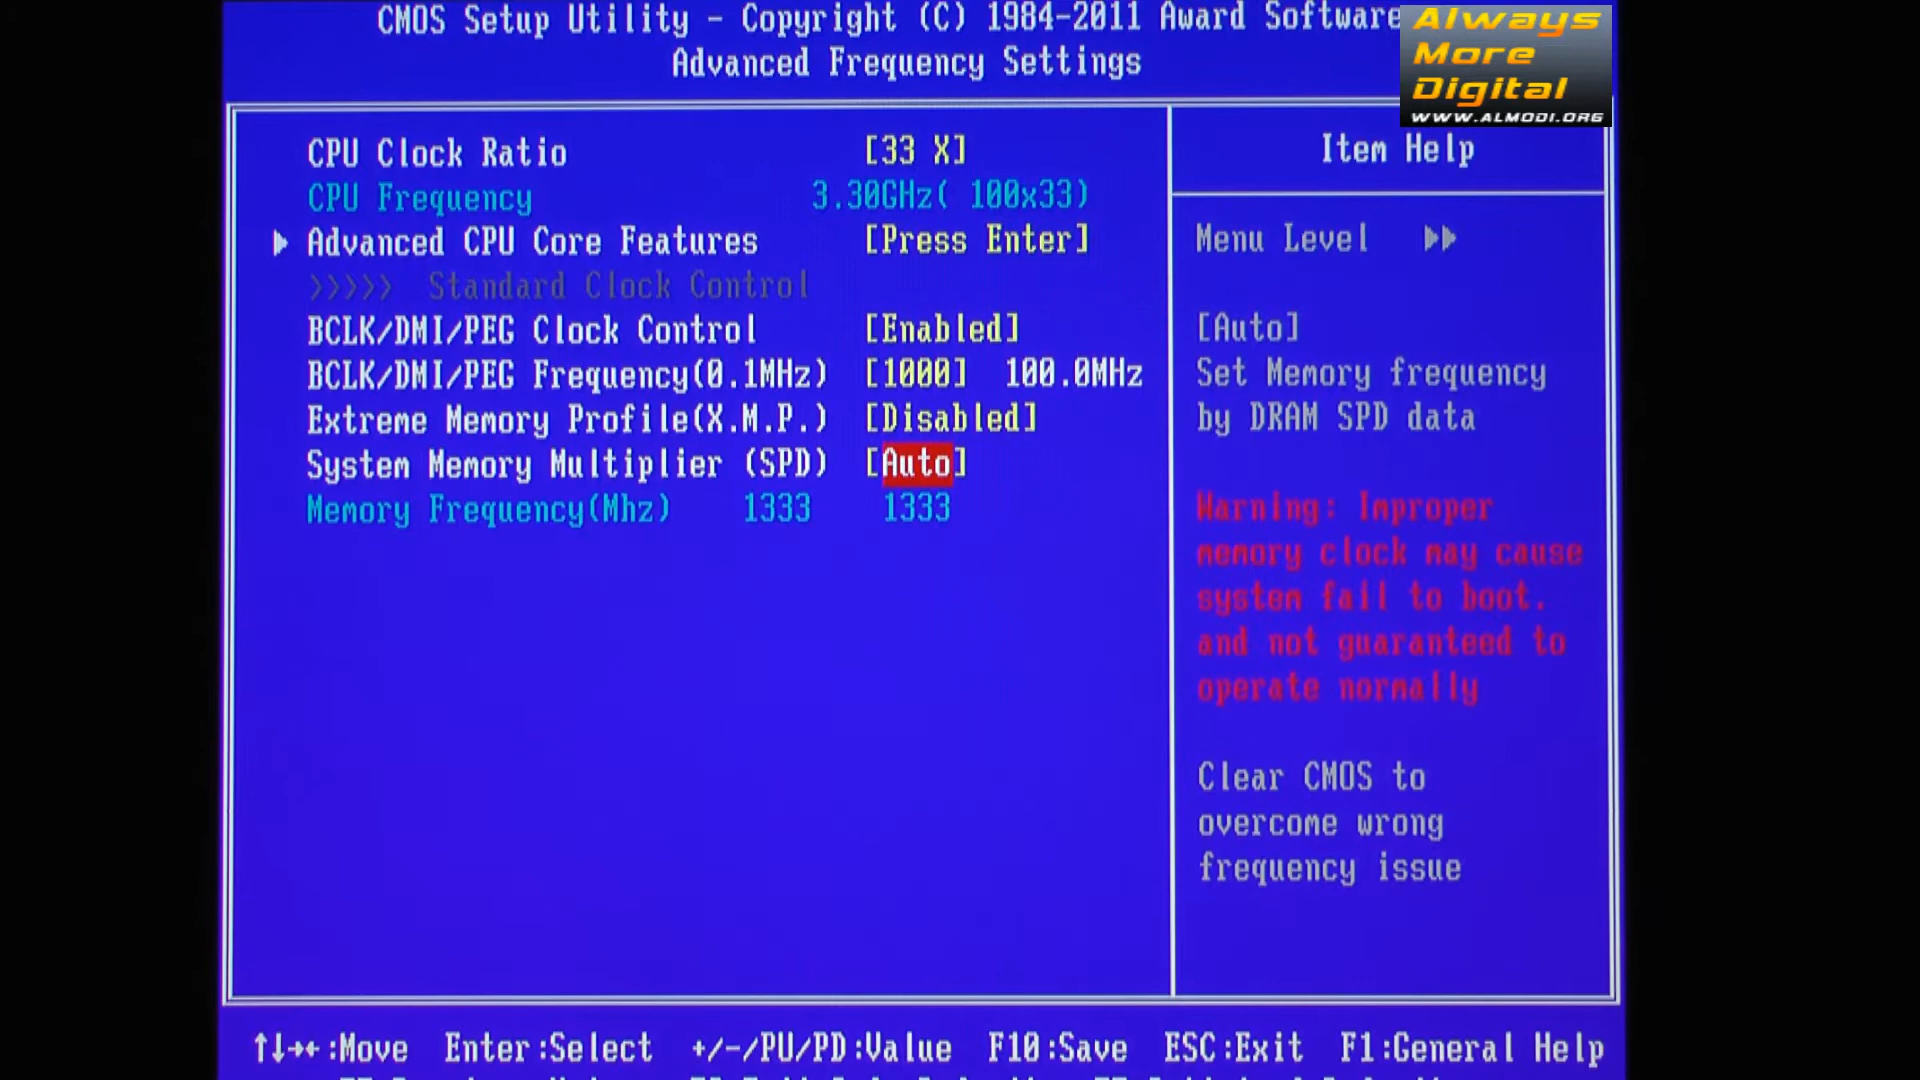 CMOS Setup Utility - Copyright (C) 1984-2011 Award Software
Advanced Frequency Settings
Always
More
Digital
WWW.ALMODI.ORG
CPU Clock Ratio [33 X]
CPU Frequency 3.30GHz( 100x33)
▶ Advanced CPU Core Features [Press Enter]
>>>>> Standard Clock Control
BCLK/DMI/PEG Clock Control [Enabled]
BCLK/DMI/PEG Frequency(0.1MHz) [1000] 100.0MHz
Extreme Memory Profile(X.M.P.) [Disabled]
System Memory Multiplier (SPD) [Auto]
Memory Frequency(Mhz) 1333 1333
Item Help
Menu Level ▶▶
[Auto]
Set Memory frequency
by DRAM SPD data
Warning: Improper
memory clock may cause
system fail to boot.
and not guaranteed to
operate normally
Clear CMOS to
overcome wrong
frequency issue
↑↓→←:Move Enter:Select +/-/PU/PD:Value F10:Save ESC:Exit F1:General Help